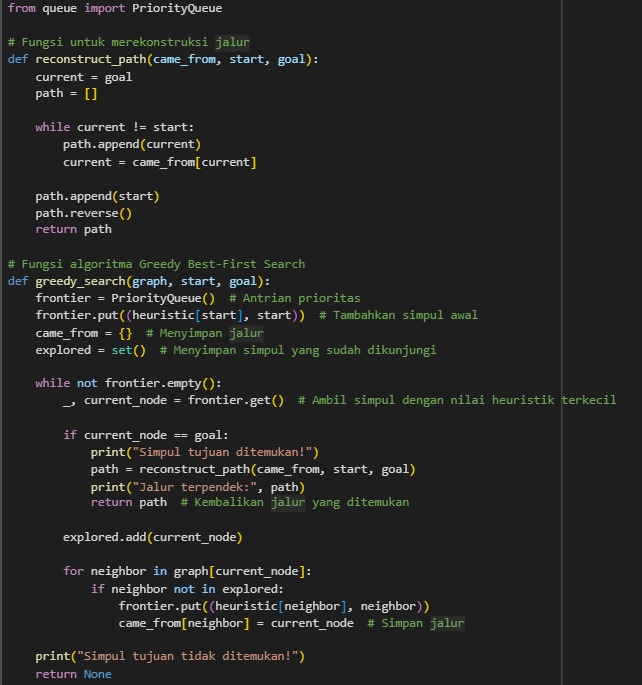 from queue import PriorityQueue
# Fungsi untuk merekonstruksi jalur
def reconstruct_path(came_from, start, goal):
    current = goal
    path = []
    while current != start:
        path.append(current)
        current = came_from[current]
    path.append(start)
    path.reverse()
    return path
# Fungsi algoritma Greedy Best-First Search
def greedy_search(graph, start, goal):
    frontier = PriorityQueue()  # Antrian prioritas
    frontier.put((heuristic[start], start))  # Tambahkan simpul awal
    came_from = {}  # Menyimpan jalur
    explored = set()  # Menyimpan simpul yang sudah dikunjungi
    while not frontier.empty():
        _, current_node = frontier.get()  # Ambil simpul dengan nilai heuristik terkecil
        if current_node == goal:
            print("Simpul tujuan ditemukan!")
            path = reconstruct_path(came_from, start, goal)
            print("Jalur terpendek:", path)
            return path  # Kembalikan jalur yang ditemukan
        explored.add(current_node)
        for neighbor in graph[current_node]:
            if neighbor not in explored:
                frontier.put((heuristic[neighbor], neighbor))
                came_from[neighbor] = current_node  # Simpan jalur
    print("Simpul tujuan tidak ditemukan!")
    return None